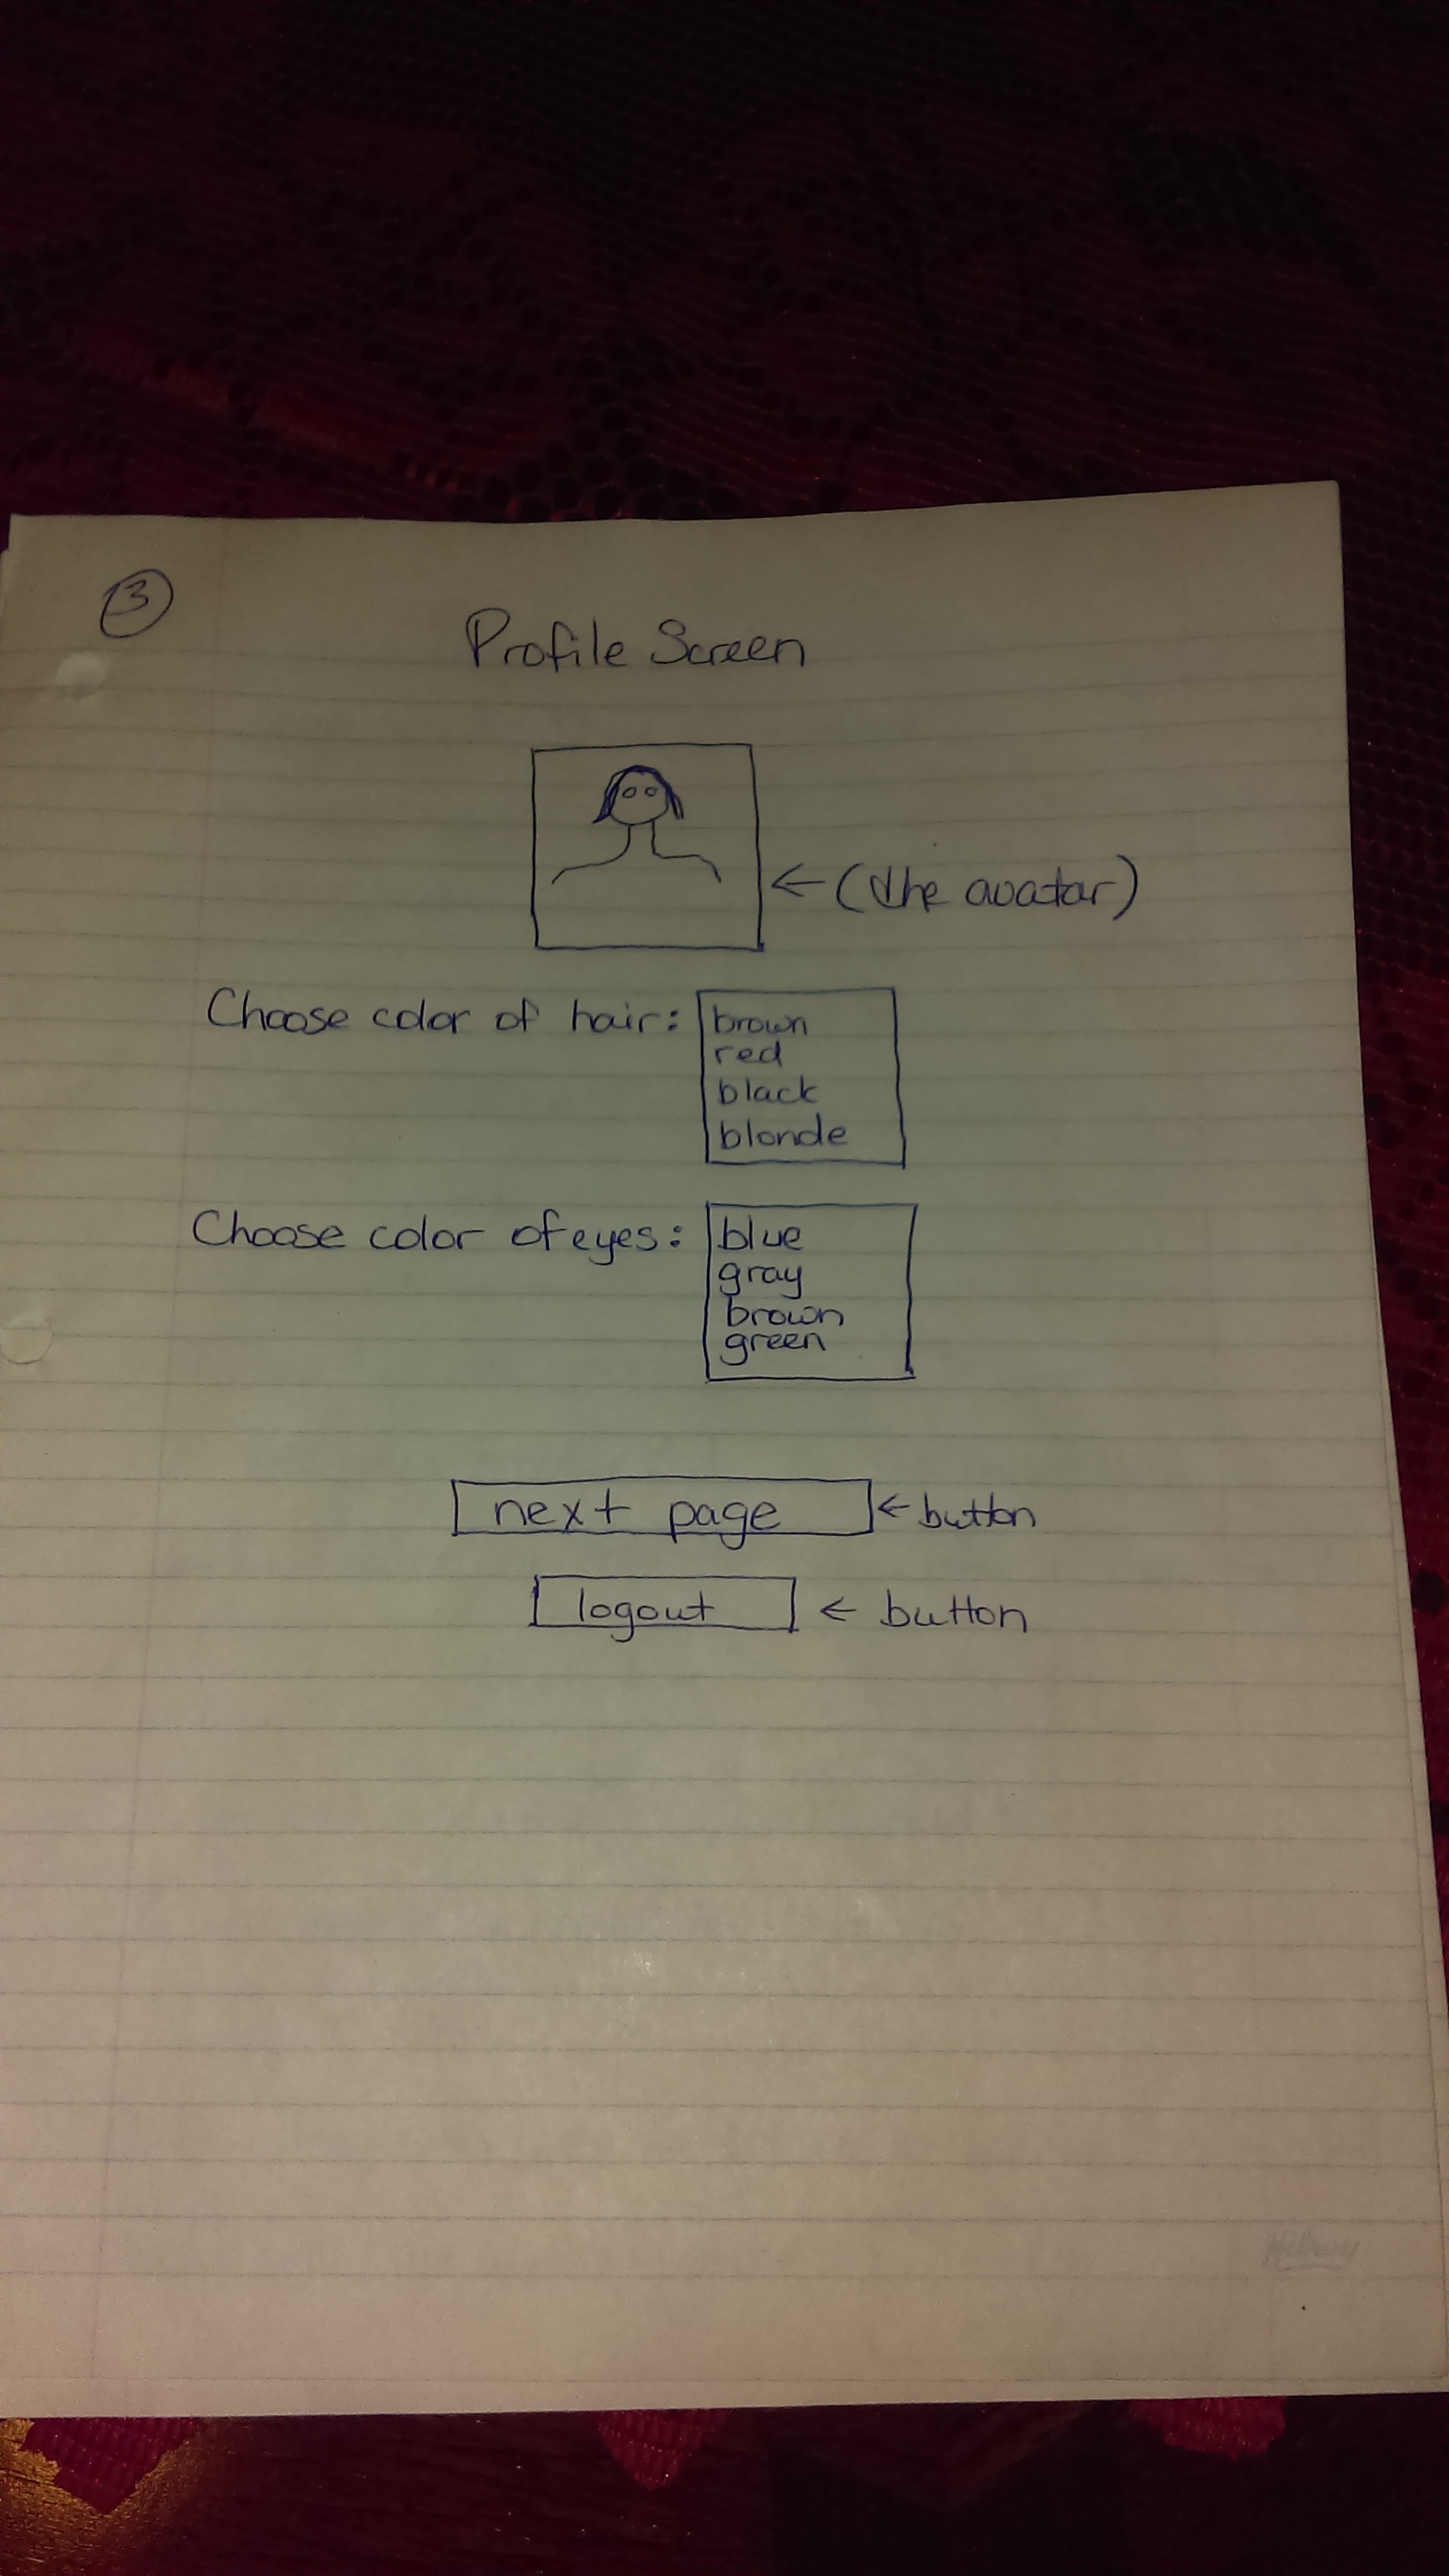 3
Profile Screen
← (the avatar)
Choose color of hair: brown
red
black
blonde
Choose color of eyes: blue
gray
brown
green
next page ← button
logout ← button
Hilroy